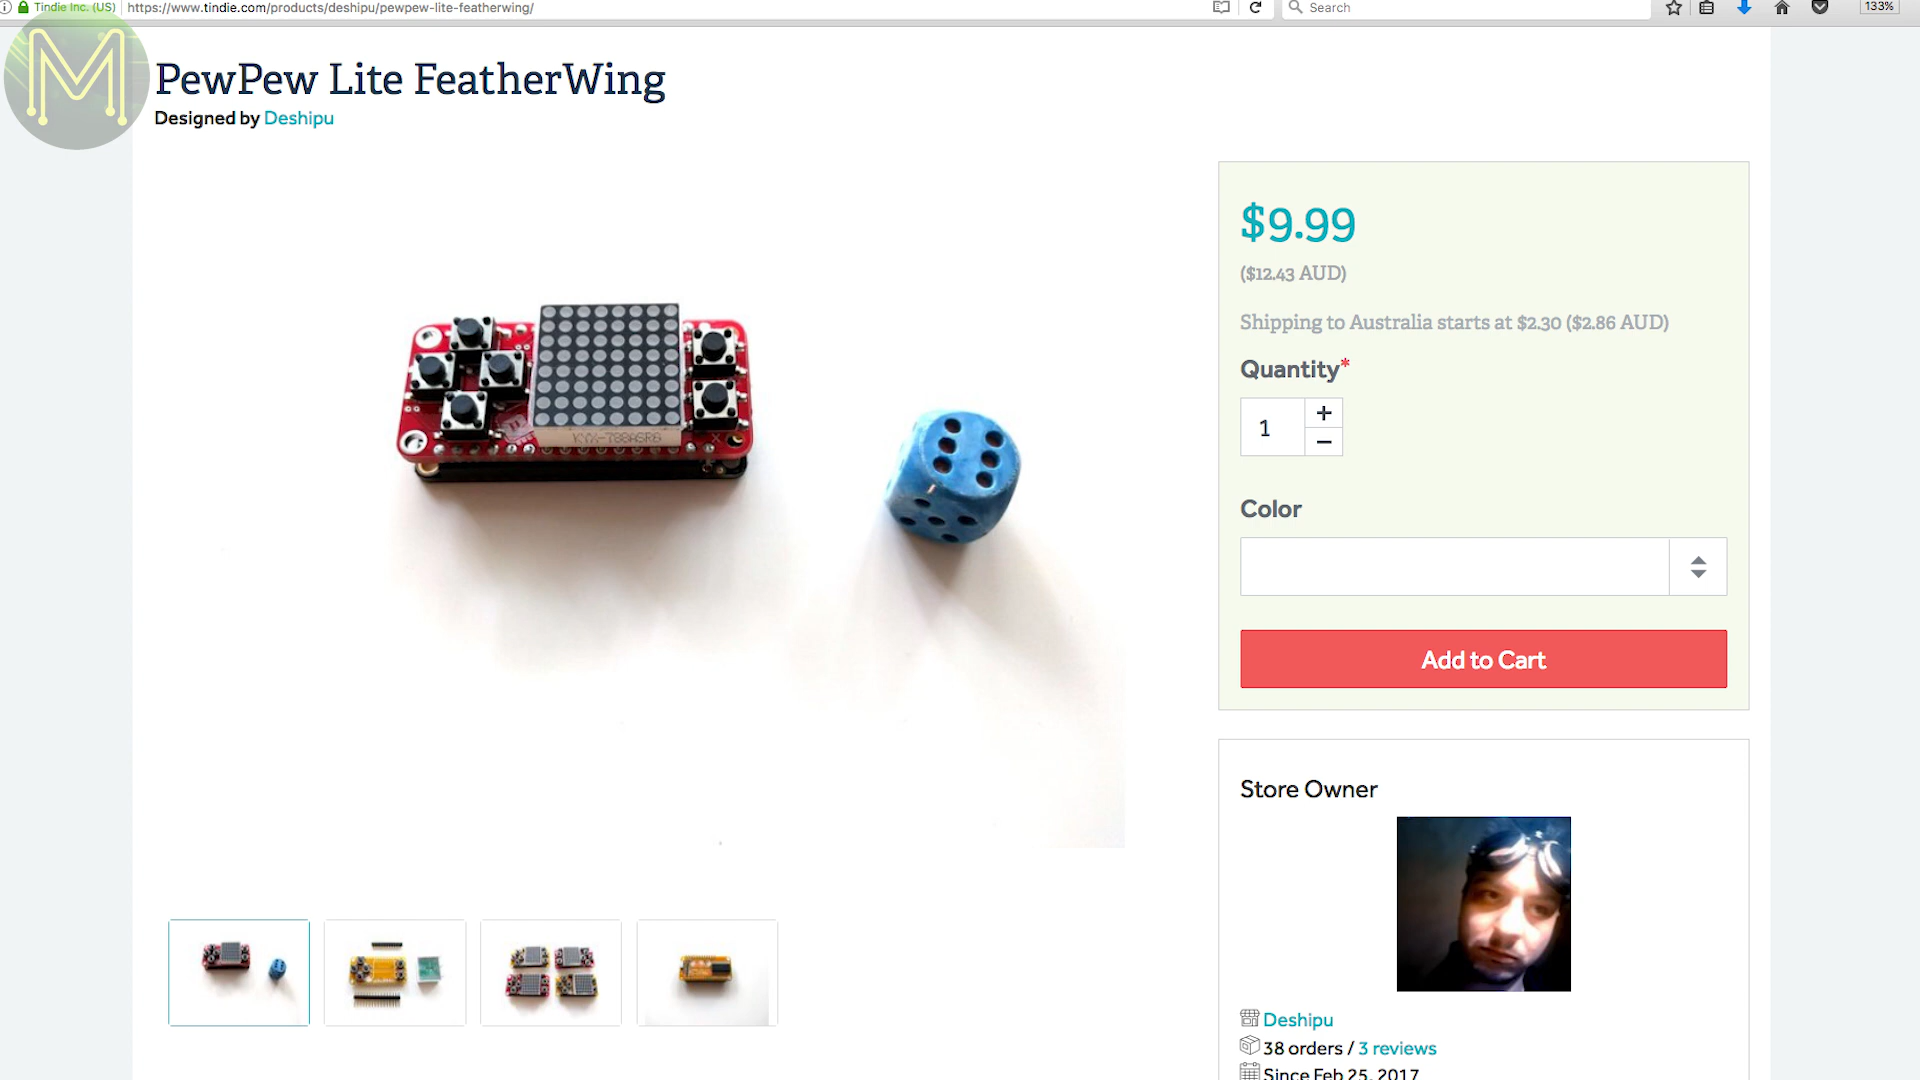 Tindie Inc. (US)
https://www.tindie.com/products/deshipu/pewpew-lite-featherwing/
Search
133%
M
PewPew Lite FeatherWing
Designed by Deshipu
KYX-788ASRG
$9.99
($12.43 AUD)
Shipping to Australia starts at $2.30 ($2.86 AUD)
Quantity*
1
+
−
Color
Add to Cart
Store Owner
Deshipu
38 orders / 3 reviews
Since Feb 25, 2017